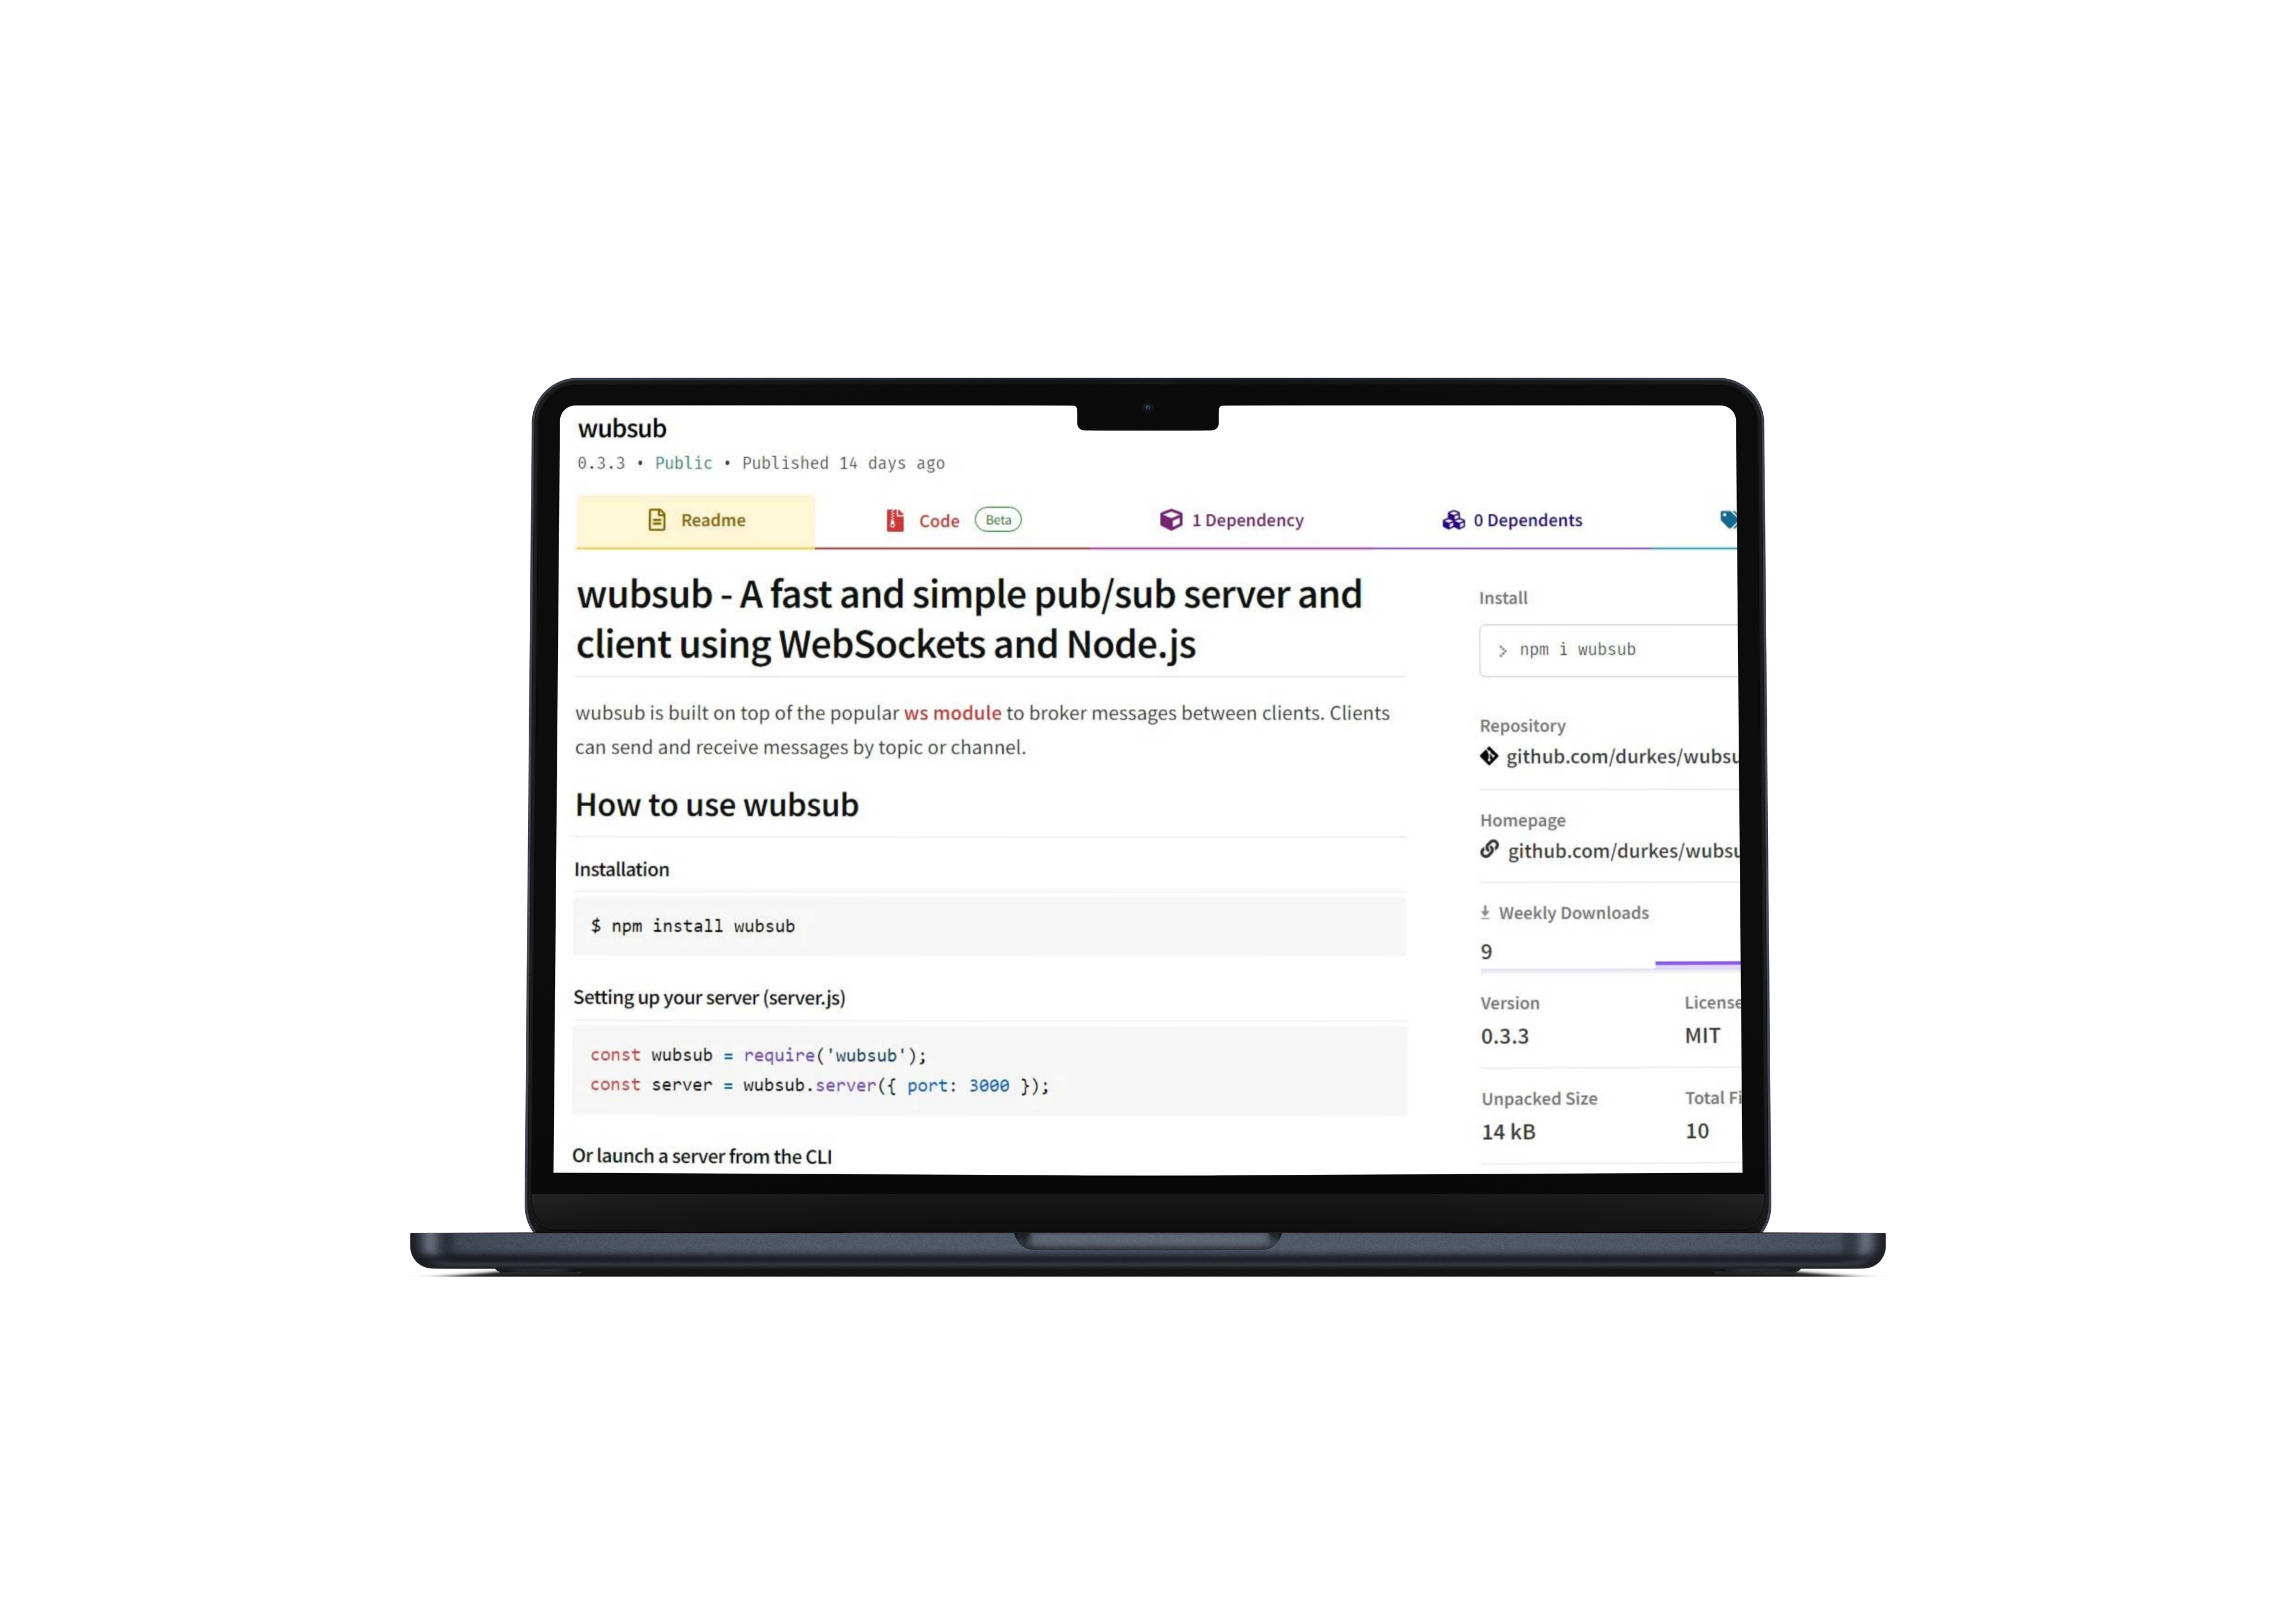 wubsub
0.3.3 • Public • Published 14 days ago
Readme
Code Beta
1 Dependency
0 Dependents
wubsub - A fast and simple pub/sub server and
client using WebSockets and Node.js
wubsub is built on top of the popular ws module to broker messages between clients. Clients
can send and receive messages by topic or channel.
How to use wubsub
Installation
$ npm install wubsub
Setting up your server (server.js)
const wubsub = require('wubsub');
const server = wubsub.server({ port: 3000 });
Or launch a server from the CLI
Install
> npm i wubsub
Repository
github.com/durkes/wubsu
Homepage
github.com/durkes/wubsu
Weekly Downloads
9
Version License
0.3.3 MIT
Unpacked Size Total Fi
14 kB 10